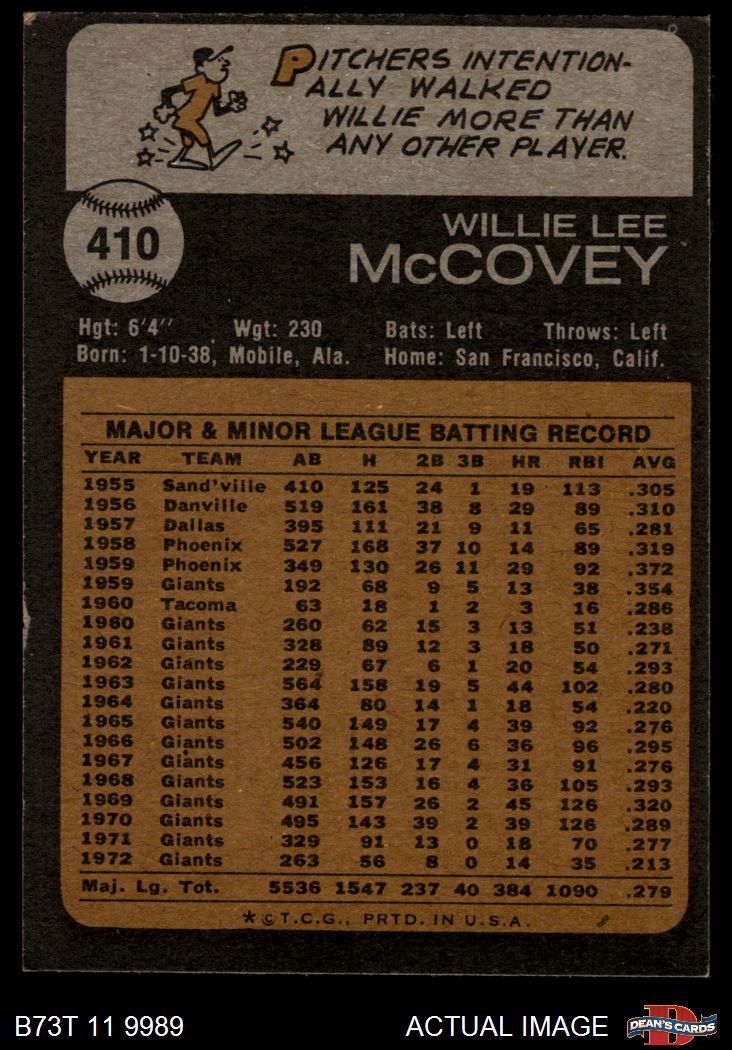 PITCHERS INTENTION-
ALLY WALKED
WILLIE MORE THAN
ANY OTHER PLAYER.
410
WILLIE LEE
McCOVEY
Hgt: 6'4" Wgt: 230 Bats: Left Throws: Left
Born: 1-10-38, Mobile, Ala. Home: San Francisco, Calif.
MAJOR & MINOR LEAGUE BATTING RECORD
YEAR TEAM AB H 2B 3B HR RBI AVG
1955 Sand'ville 410 125 24 1 19 113 .305
1956 Danville 519 161 38 8 29 89 .310
1957 Dallas 395 111 21 9 11 65 .281
1958 Phoenix 527 168 37 10 14 89 .319
1959 Phoenix 349 130 26 11 29 92 .372
1959 Giants 192 68 9 5 13 38 .354
1960 Tacoma 63 18 1 2 3 16 .286
1960 Giants 260 62 15 3 13 51 .238
1961 Giants 328 89 12 3 18 50 .271
1962 Giants 229 67 6 1 20 54 .293
1963 Giants 564 158 19 5 44 102 .280
1964 Giants 364 80 14 1 18 54 .220
1965 Giants 540 149 17 4 39 92 .276
1966 Giants 502 148 26 6 36 96 .295
1967 Giants 456 126 17 4 31 91 .276
1968 Giants 523 153 16 4 36 105 .293
1969 Giants 491 157 26 2 45 126 .320
1970 Giants 495 143 39 2 39 126 .289
1971 Giants 329 91 13 0 18 70 .277
1972 Giants 263 56 8 0 14 35 .213
Maj. Lg. Tot. 5536 1547 237 40 384 1090 .279
*©T.C.G., PRTD. IN U.S.A.
B73T 11 9989 ACTUAL IMAGE DEAN'S CARDS